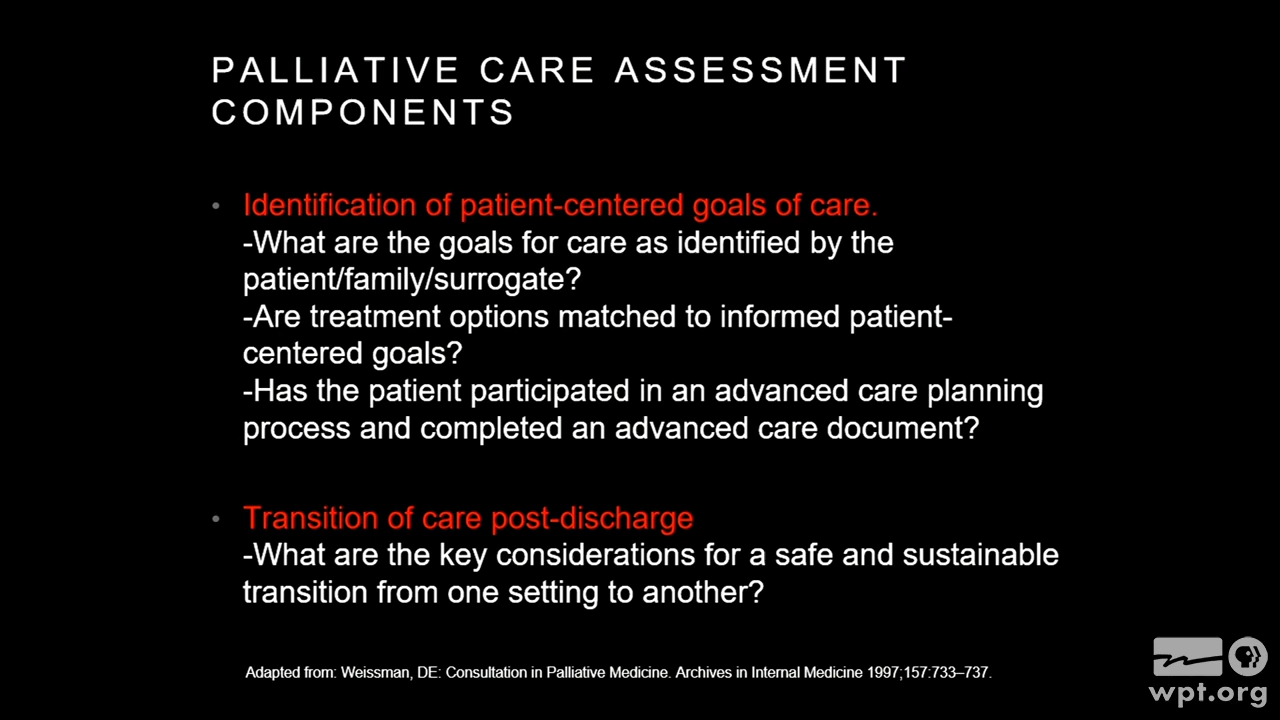 PALLIATIVE CARE ASSESSMENT
COMPONENTS
• Identification of patient-centered goals of care.
-What are the goals for care as identified by the
patient/family/surrogate?
-Are treatment options matched to informed patient-
centered goals?
-Has the patient participated in an advanced care planning
process and completed an advanced care document?
• Transition of care post-discharge
-What are the key considerations for a safe and sustainable
transition from one setting to another?
Adapted from: Weissman, DE: Consultation in Palliative Medicine. Archives in Internal Medicine 1997;157:733–737.
wpt.org